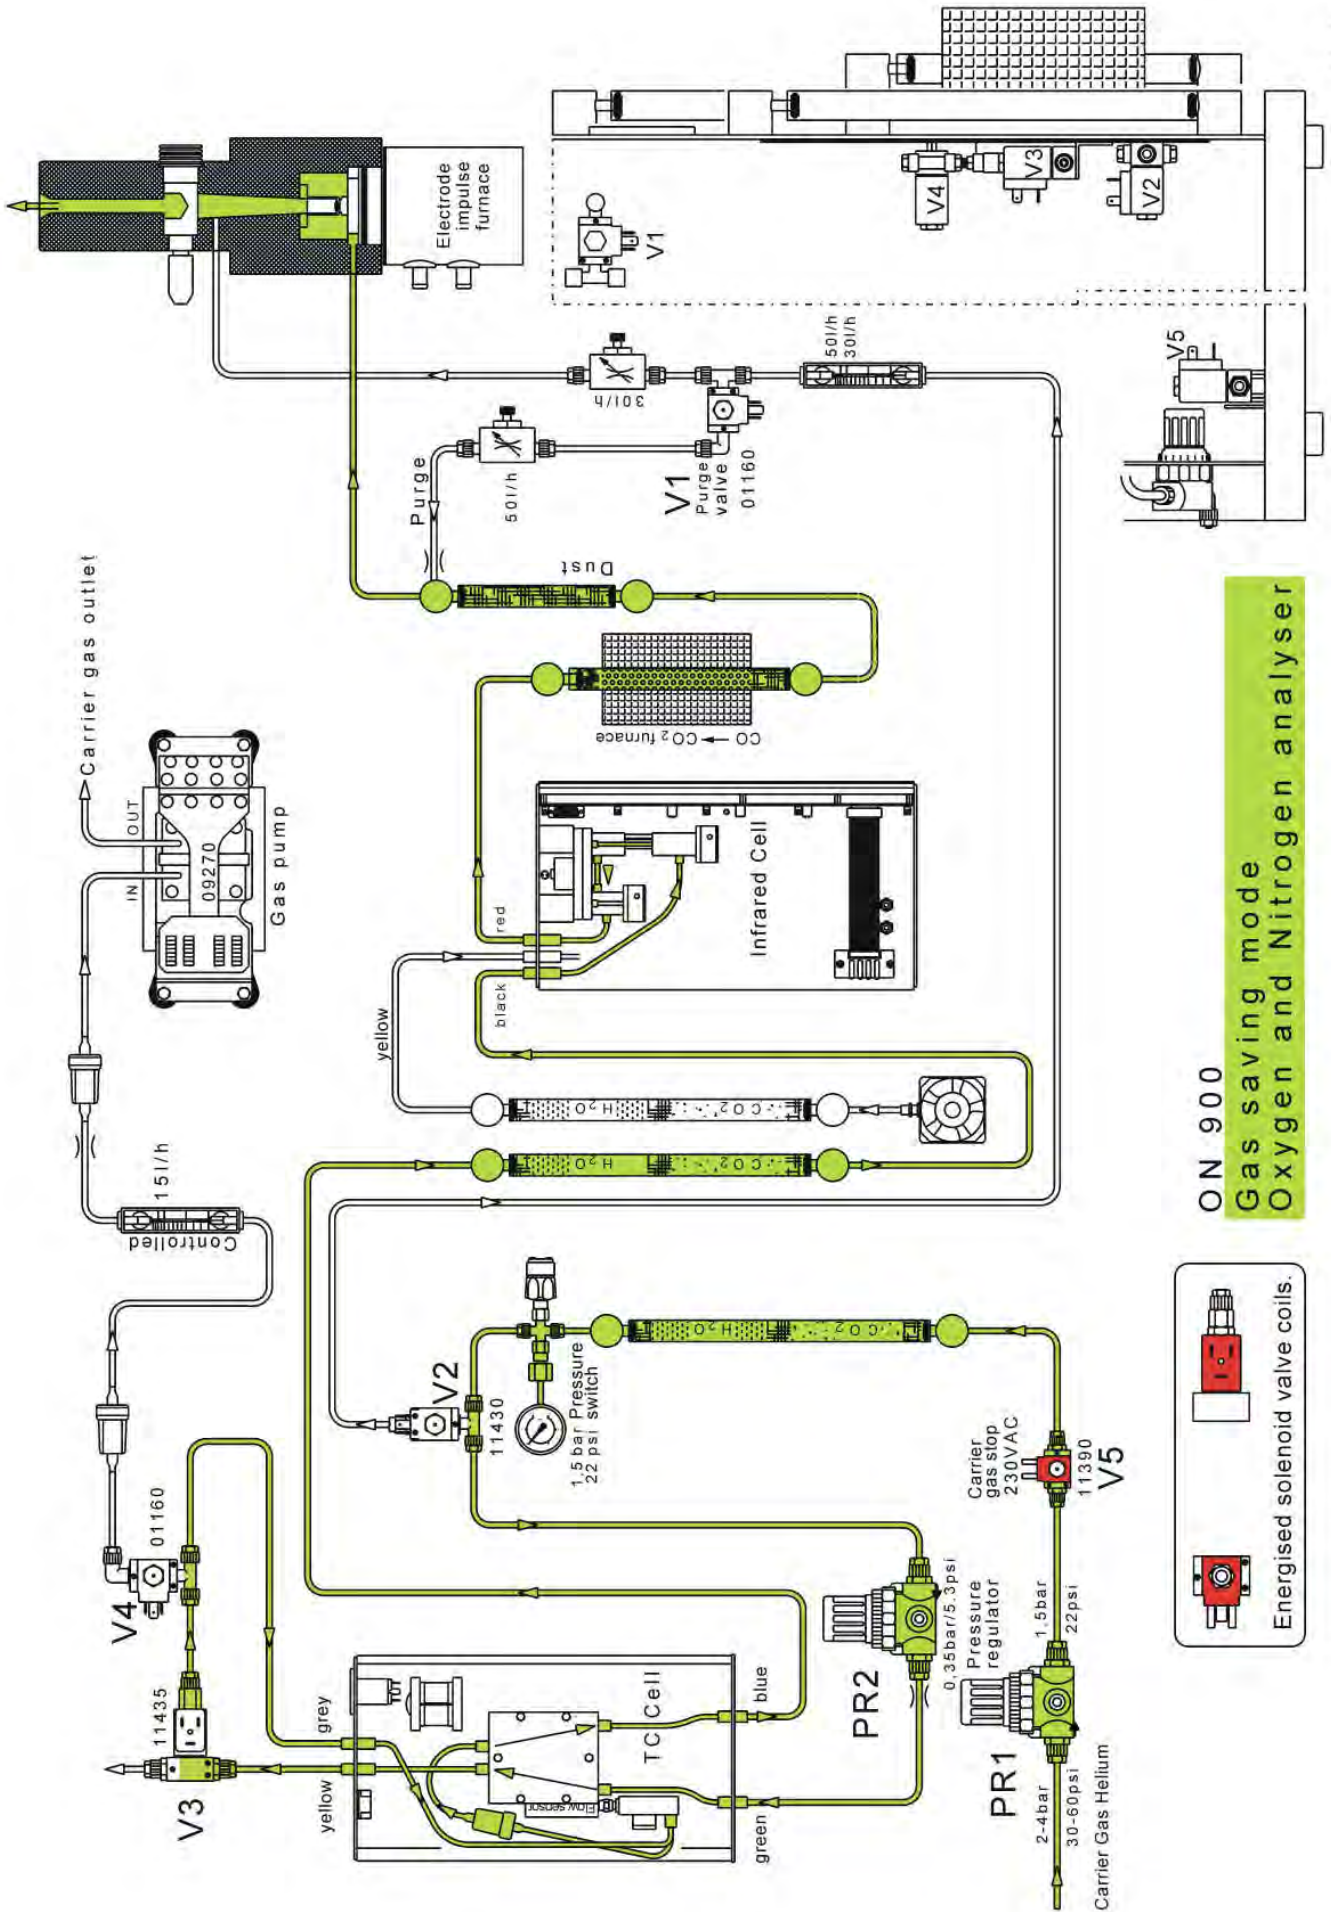 ON 900
Gas saving mode
Oxygen and Nitrogen analyser
Carrier gas outlet
IN
OUT
09270
Gas pump
15l/h
Controlled
V4
01160
V3
11435
yellow
grey
TC Cell
Flow sensor
green
blue
V2
11430
1,5 bar Pressure
22 psi switch
H2O
CO2
PR2
0,35bar/5.3psi
Pressure
regulator
PR1
2-4bar
30-60psi
1,5bar
22psi
Carrier Gas Helium
Carrier
gas stop
230VAC
11390
V5
H2O
CO2
H2O
CO2
yellow
black
red
Infrared Cell
CO
CO2 furnace
Dust
Purge
50l/h
V1
Purge
valve
01160
30l/h
50l/h
30l/h
Electrode
impulse
furnace
V1
V4
V3
V2
V5
Energised solenoid valve coils.